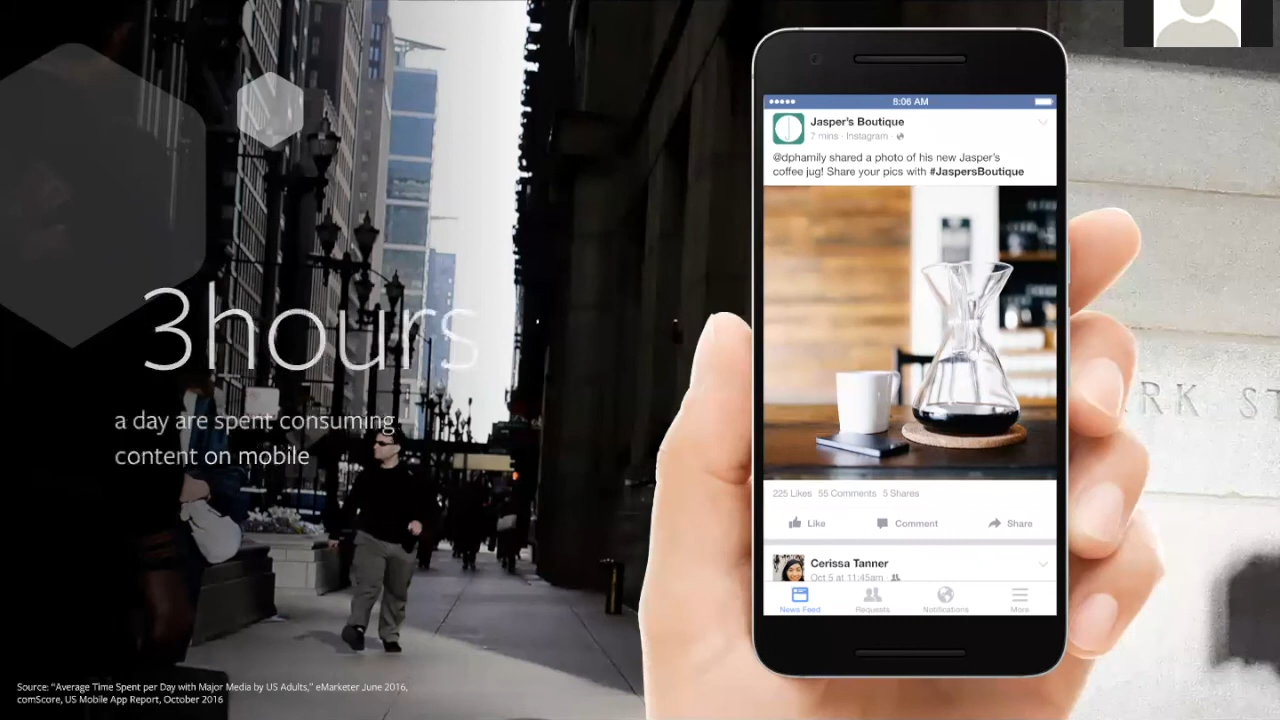 3hours
a day are spent consuming
content on mobile
Source: “Average Time Spent per Day with Major Media by US Adults,” eMarketer June 2016,
comScore, US Mobile App Report, October 2016
8:06 AM
Jasper's Boutique
7 mins · Instagram ·
@dphamily shared a photo of his new Jasper's
coffee jug! Share your pics with #JaspersBoutique
225 Likes 55 Comments 5 Shares
Like Comment Share
Cerissa Tanner
Oct 5 at 11:45am ·
News Feed Requests Notifications More
RK ST